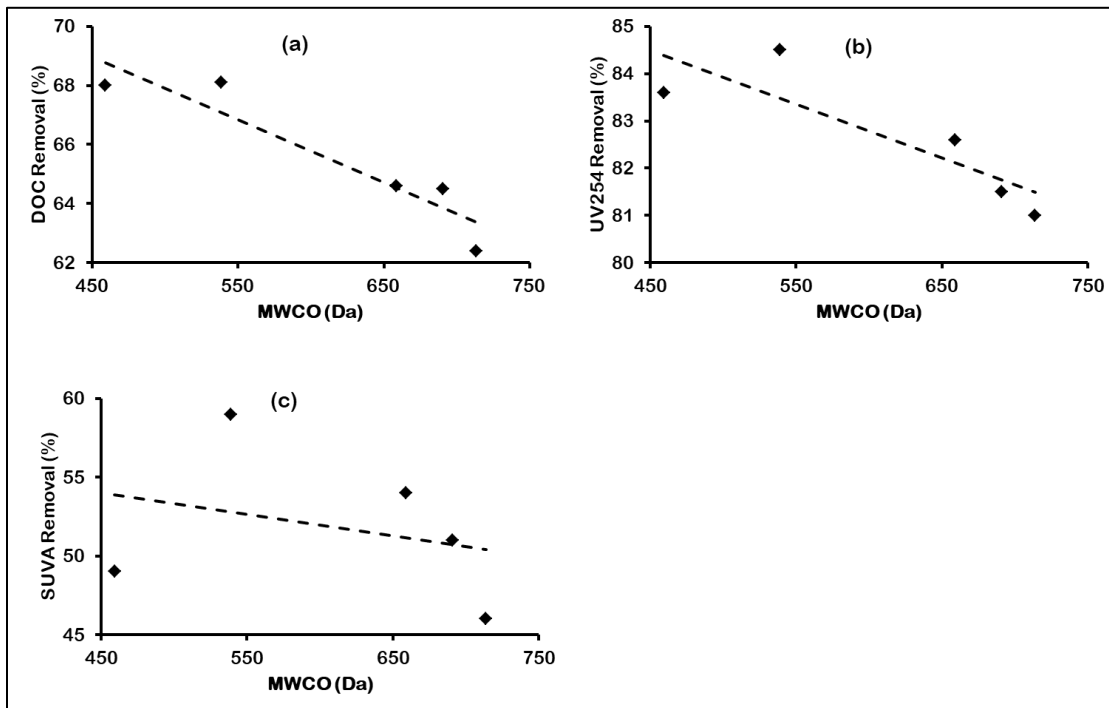 (a)
DOC Removal (%)
70
68
66
64
62
450 550 650 750
MWCO (Da)
(b)
UV254 Removal (%)
85
84
83
82
81
80
450 550 650 750
MWCO (Da)
(c)
SUVA Removal (%)
60
55
50
45
450 550 650 750
MWCO (Da)